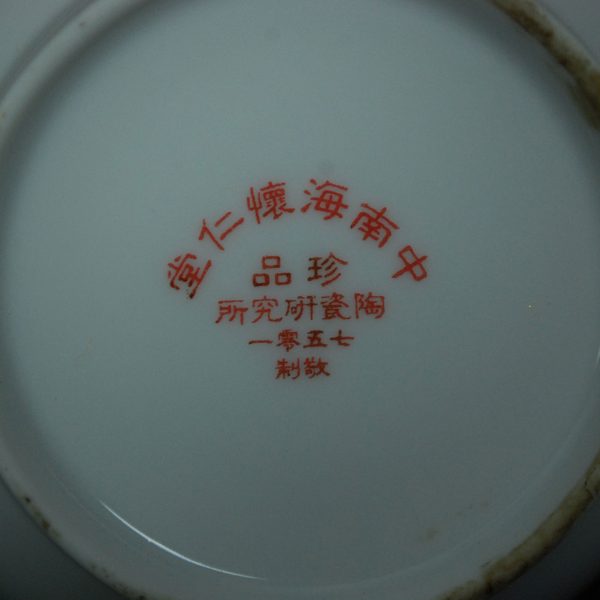 中南海懷仁堂
珍品
陶瓷研究所
七五零一
敬制